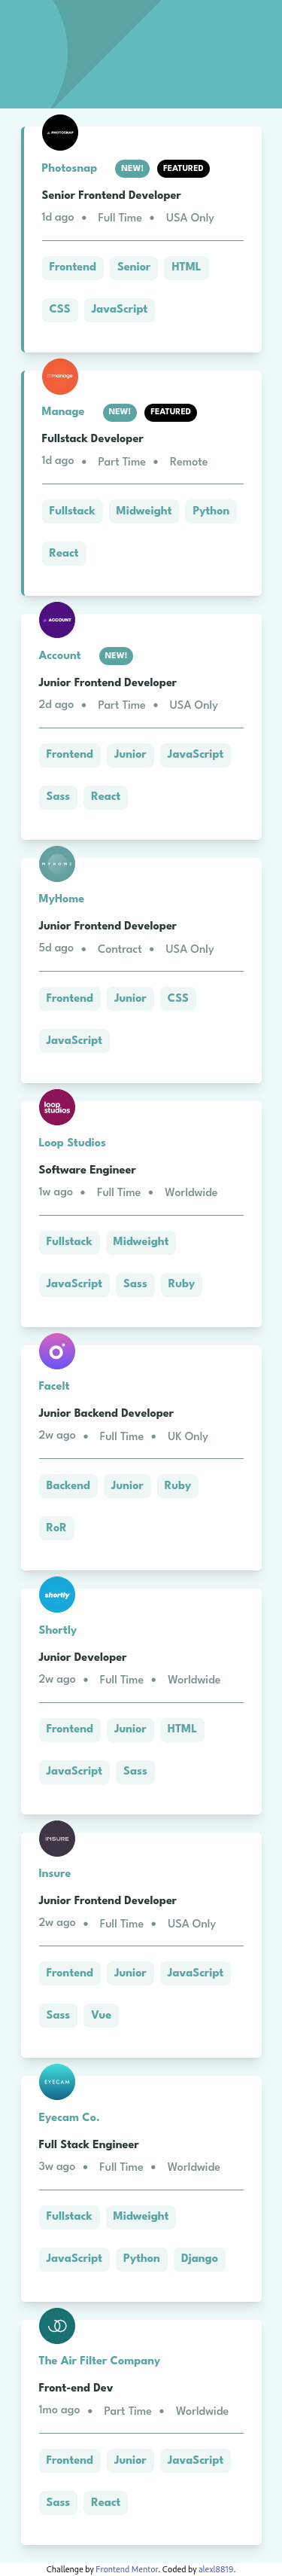 PHOTOSNAP
Photosnap NEW! FEATURED
Senior Frontend Developer
1d ago • Full Time • USA Only
Frontend Senior HTML
CSS JavaScript
manage
Manage NEW! FEATURED
Fullstack Developer
1d ago • Part Time • Remote
Fullstack Midweight Python
React
ACCOUNT
Account NEW!
Junior Frontend Developer
2d ago • Part Time • USA Only
Frontend Junior JavaScript
Sass React
MYHOME
MyHome
Junior Frontend Developer
5d ago • Contract • USA Only
Frontend Junior CSS
JavaScript
loop
studios
Loop Studios
Software Engineer
1w ago • Full Time • Worldwide
Fullstack Midweight
JavaScript Sass Ruby
FaceIt
Junior Backend Developer
2w ago • Full Time • UK Only
Backend Junior Ruby
RoR
shortly
Shortly
Junior Developer
2w ago • Full Time • Worldwide
Frontend Junior HTML
JavaScript Sass
INSURE
Insure
Junior Frontend Developer
2w ago • Full Time • USA Only
Frontend Junior JavaScript
Sass Vue
EYECAM
Eyecam Co.
Full Stack Engineer
3w ago • Full Time • Worldwide
Fullstack Midweight
JavaScript Python Django
The Air Filter Company
Front-end Dev
1mo ago • Part Time • Worldwide
Frontend Junior JavaScript
Sass React
Challenge by Frontend Mentor. Coded by alexl8819.